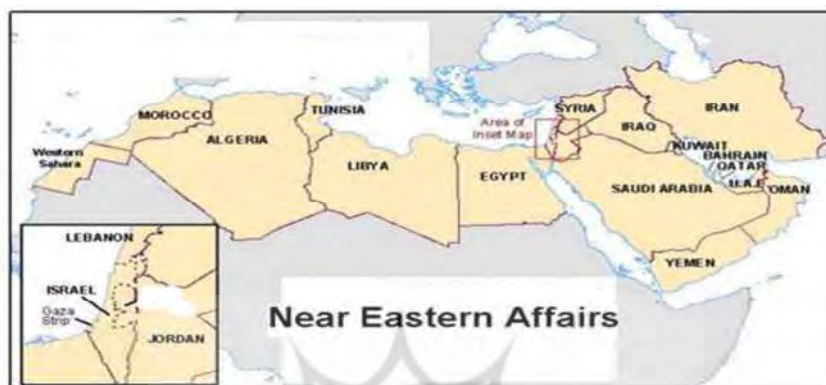 MOROCCO
ALGERIA
TUNISIA
LIBYA
EGYPT
Western
Sahara
SYRIA
Area of
Inset Map
IRAQ
IRAN
KUWAIT
BAHRAIN
QATAR
U.A.E
OMAN
SAUDI ARABIA
YEMEN
LEBANON
ISRAEL
Gaza
Strip
JORDAN
Near Eastern Affairs